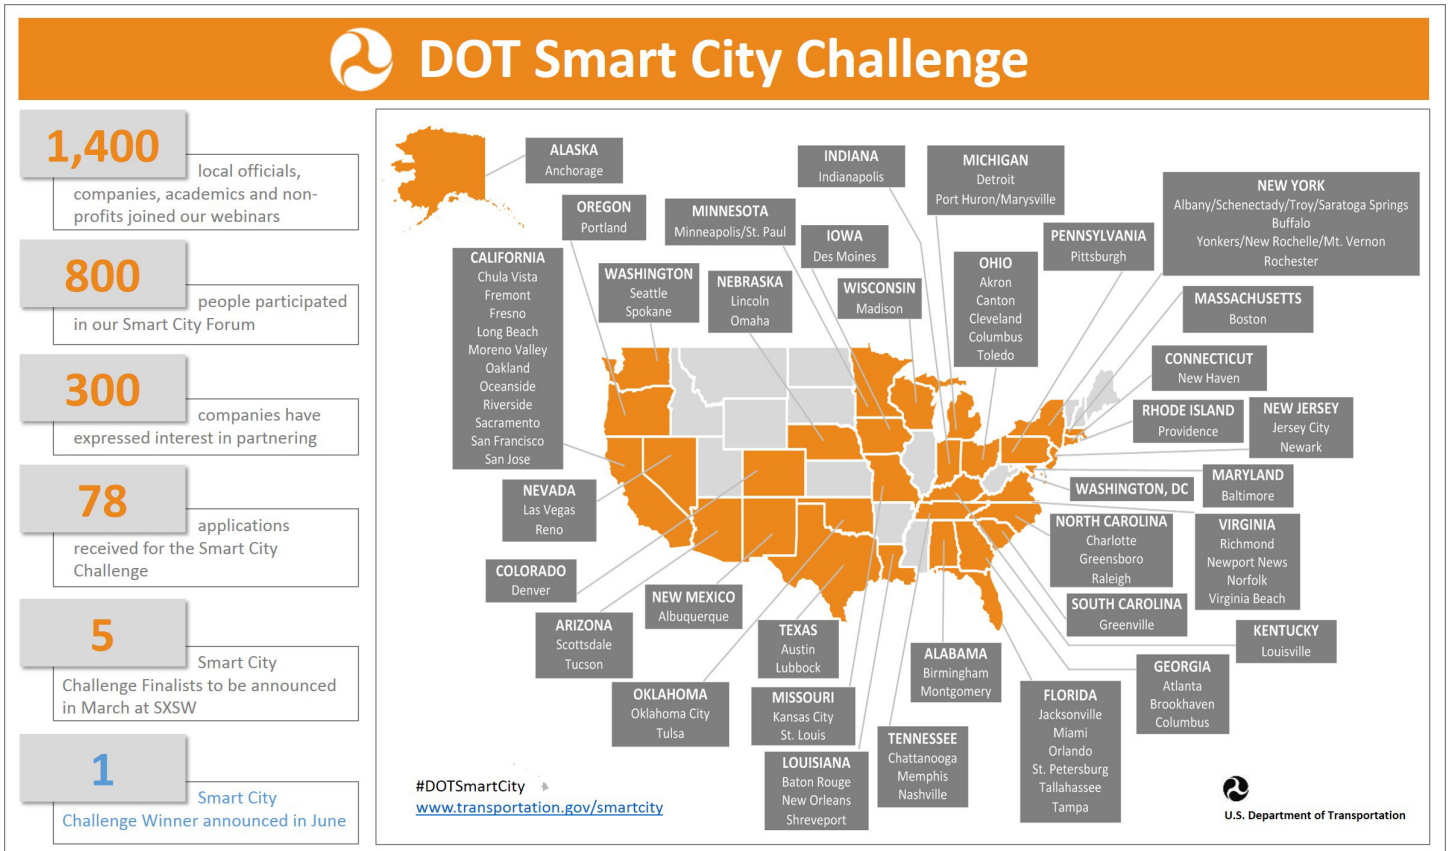 DOT Smart City Challenge
1,400
local officials,
companies, academics and non-
profits joined our webinars
800
people participated
in our Smart City Forum
300
companies have
expressed interest in partnering
78
applications
received for the Smart City
Challenge
5
Smart City
Challenge Finalists to be announced
in March at SXSW
1
Smart City
Challenge Winner announced in June
ALASKA
Anchorage
OREGON
Portland
CALIFORNIA
Chula Vista
Fremont
Fresno
Long Beach
Moreno Valley
Oakland
Oceanside
Riverside
Sacramento
San Francisco
San Jose
WASHINGTON
Seattle
Spokane
MINNESOTA
Minneapolis/St. Paul
NEBRASKA
Lincoln
Omaha
INDIANA
Indianapolis
IOWA
Des Moines
WISCONSIN
Madison
MICHIGAN
Detroit
Port Huron/Marysville
OHIO
Akron
Canton
Cleveland
Columbus
Toledo
PENNSYLVANIA
Pittsburgh
NEW YORK
Albany/Schenectady/Troy/Saratoga Springs
Buffalo
Yonkers/New Rochelle/Mt. Vernon
Rochester
MASSACHUSETTS
Boston
CONNECTICUT
New Haven
RHODE ISLAND
Providence
NEW JERSEY
Jersey City
Newark
MARYLAND
Baltimore
WASHINGTON, DC
NEVADA
Las Vegas
Reno
COLORADO
Denver
ARIZONA
Scottsdale
Tucson
NEW MEXICO
Albuquerque
OKLAHOMA
Oklahoma City
Tulsa
TEXAS
Austin
Lubbock
MISSOURI
Kansas City
St. Louis
LOUISIANA
Baton Rouge
New Orleans
Shreveport
TENNESSEE
Chattanooga
Memphis
Nashville
ALABAMA
Birmingham
Montgomery
FLORIDA
Jacksonville
Miami
Orlando
St. Petersburg
Tallahassee
Tampa
NORTH CAROLINA
Charlotte
Greensboro
Raleigh
SOUTH CAROLINA
Greenville
VIRGINIA
Richmond
Newport News
Norfolk
Virginia Beach
KENTUCKY
Louisville
GEORGIA
Atlanta
Brookhaven
Columbus
#DOTSmartCity
www.transportation.gov/smartcity
U.S. Department of Transportation